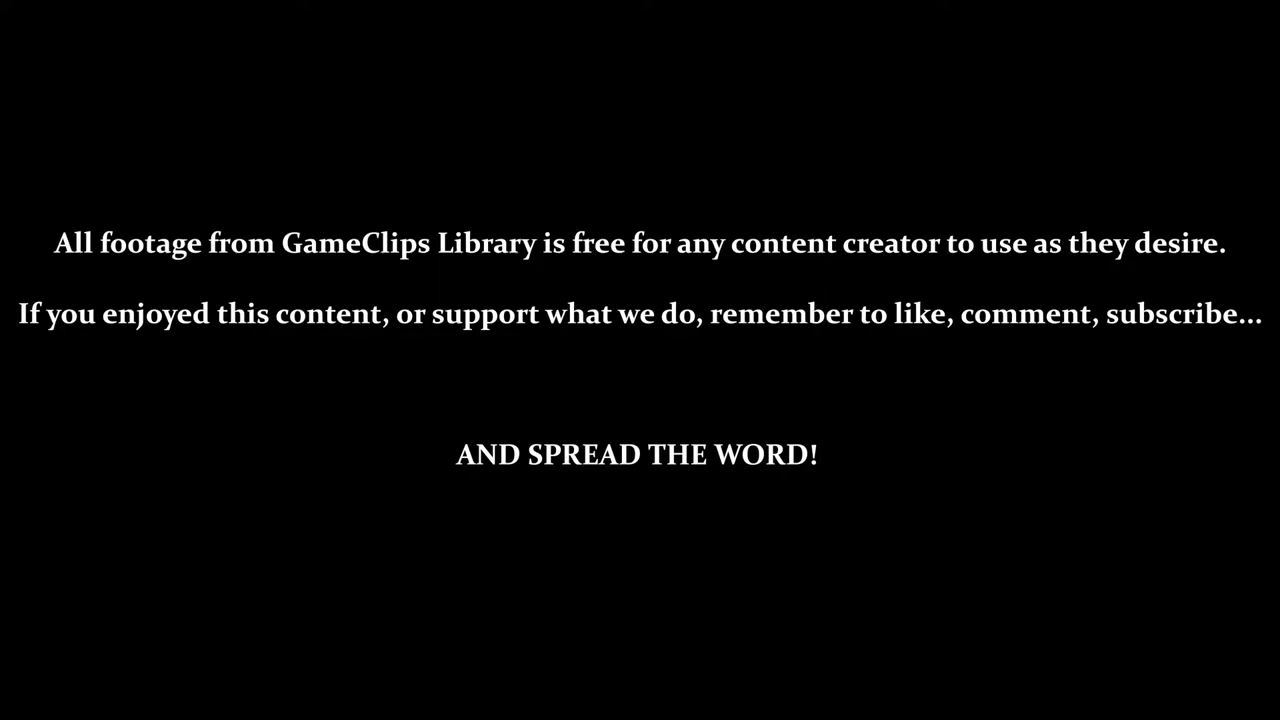 All footage from GameClips Library is free for any content creator to use as they desire.
If you enjoyed this content, or support what we do, remember to like, comment, subscribe...
AND SPREAD THE WORD!